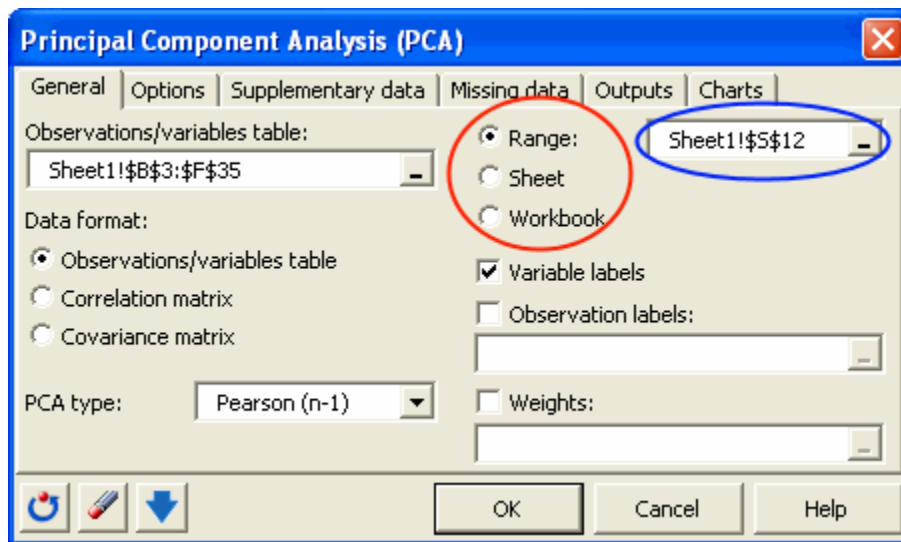 Principal Component Analysis (PCA)
General Options Supplementary data Missing data Outputs Charts
Observations/variables table:
Sheet1!$B$3:$F$35
Data format:
Observations/variables table
Correlation matrix
Covariance matrix
PCA type: Pearson (n-1)
Range: Sheet1!$S$12
Sheet
Workbook
Variable labels
Observation labels:
Weights:
OK Cancel Help